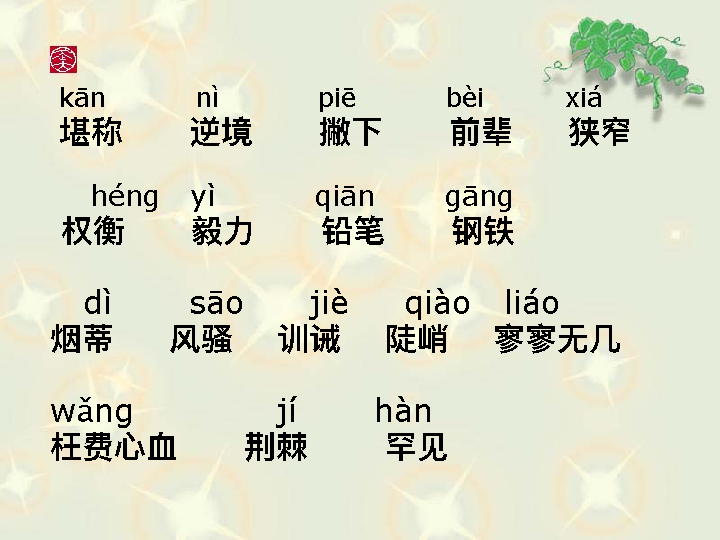 kān nì piē bèi xiá
堪称 逆境 撇下 前辈 狭窄
héng yì qiān gāng
权衡 毅力 铅笔 钢铁
dì sāo jiè qiào liáo
烟蒂 风骚 训诫 陡峭 寥寥无几
wǎng jí hàn
枉费心血 荆棘 罕见